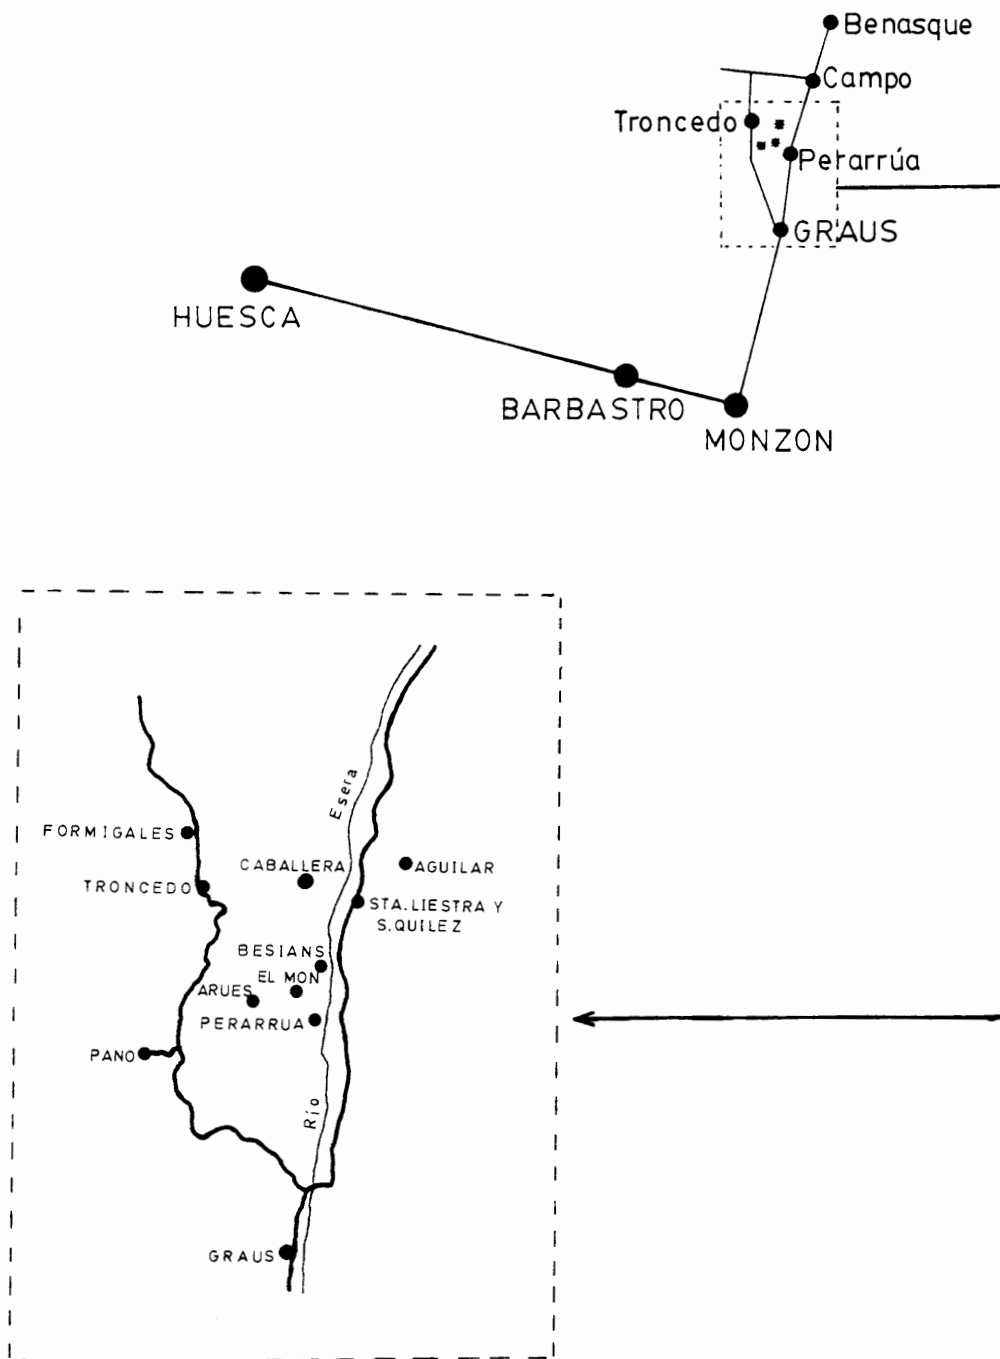 Benasque
Campo
Troncedo
Perarrúa
GRAUS
HUESCA
BARBASTRO
MONZON
Esera
FORMIGALES
CABALLERA
AGUILAR
TRONCEDO
STA. LIESTRA Y
S. QUILEZ
BESIANS
EL MON
ARUES
PERARRUA
PANO
Río
GRAUS